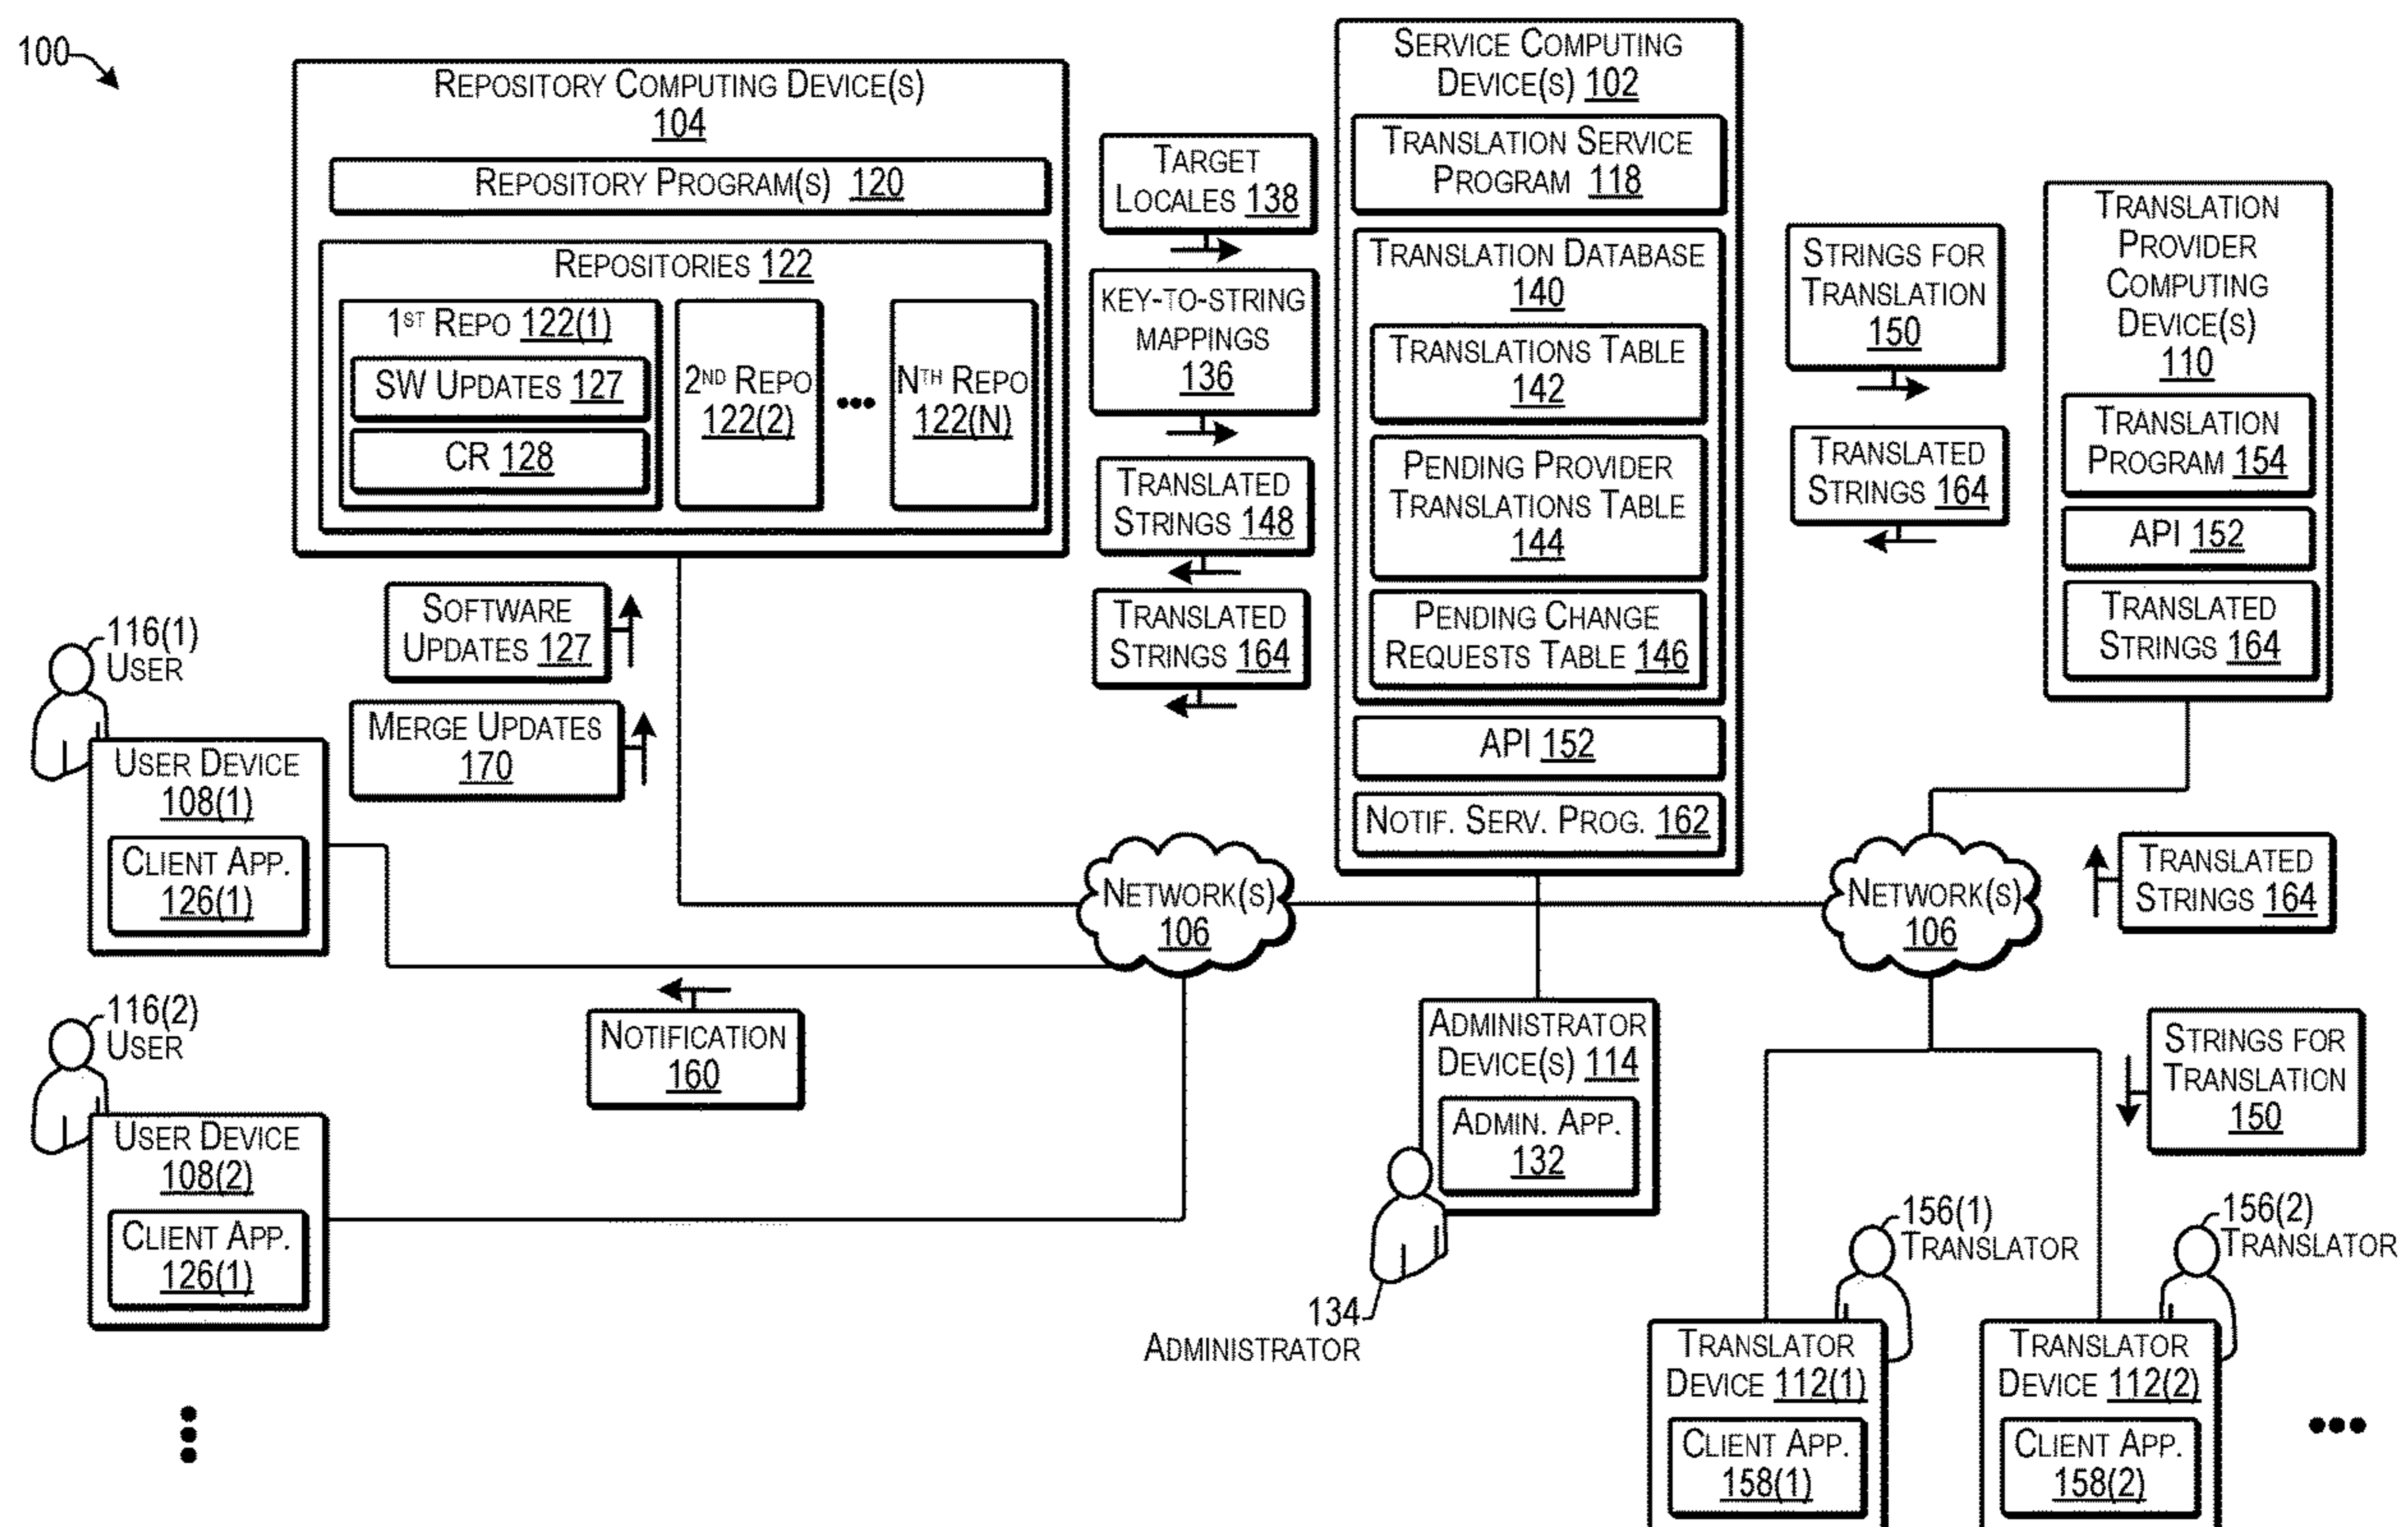 100
REPOSITORY COMPUTING DEVICE(S)
104
REPOSITORY PROGRAM(S) 120
REPOSITORIES 122
1ST REPO 122(1)
SW UPDATES 127
CR 128
2ND REPO
122(2)
•••
NTH REPO
122(N)
TARGET
LOCALES 138
KEY-TO-STRING
MAPPINGS
136
TRANSLATED
STRINGS 148
TRANSLATED
STRINGS 164
SERVICE COMPUTING
DEVICE(S) 102
TRANSLATION SERVICE
PROGRAM 118
TRANSLATION DATABASE
140
TRANSLATIONS TABLE
142
PENDING PROVIDER
TRANSLATIONS TABLE
144
PENDING CHANGE
REQUESTS TABLE 146
API 152
NOTIF. SERV. PROG. 162
STRINGS FOR
TRANSLATION
150
TRANSLATED
STRINGS 164
TRANSLATION
PROVIDER
COMPUTING
DEVICE(S)
110
TRANSLATION
PROGRAM 154
API 152
TRANSLATED
STRINGS 164
SOFTWARE
UPDATES 127
MERGE UPDATES
170
116(1)
USER
USER DEVICE
108(1)
CLIENT APP.
126(1)
NETWORK(S)
106
NETWORK(S)
106
TRANSLATED
STRINGS 164
116(2)
USER
USER DEVICE
108(2)
CLIENT APP.
126(1)
NOTIFICATION
160
ADMINISTRATOR
DEVICE(S) 114
ADMIN. APP.
132
134
ADMINISTRATOR
STRINGS FOR
TRANSLATION
150
156(1)
TRANSLATOR
156(2)
TRANSLATOR
TRANSLATOR
DEVICE 112(1)
CLIENT APP.
158(1)
TRANSLATOR
DEVICE 112(2)
CLIENT APP.
158(2)
•••